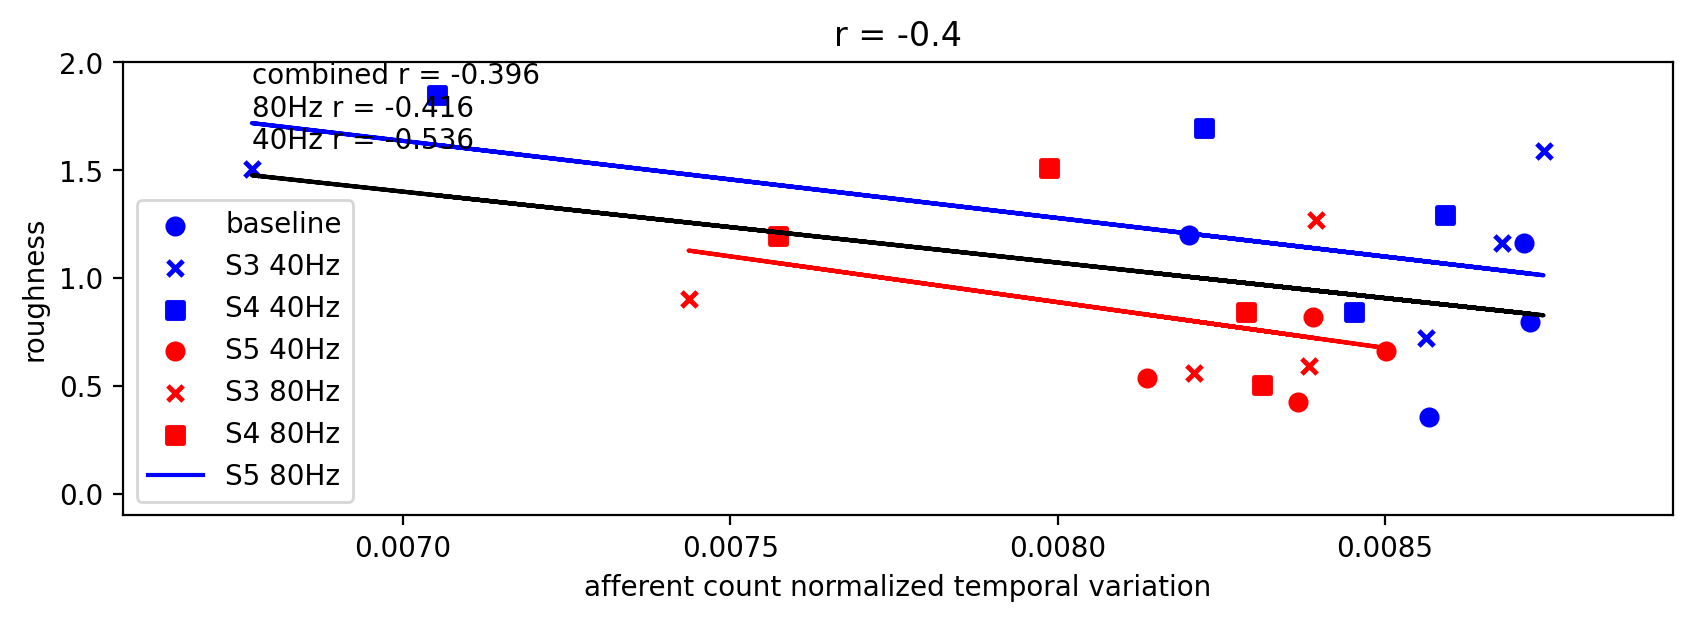 r = -0.4
combined r = -0.396
80Hz r = -0.416
40Hz r = -0.536
baseline
S3 40Hz
S4 40Hz
S5 40Hz
S3 80Hz
S4 80Hz
S5 80Hz
roughness
2.0
1.5
1.0
0.5
0.0
0.0070 0.0075 0.0080 0.0085
afferent count normalized temporal variation